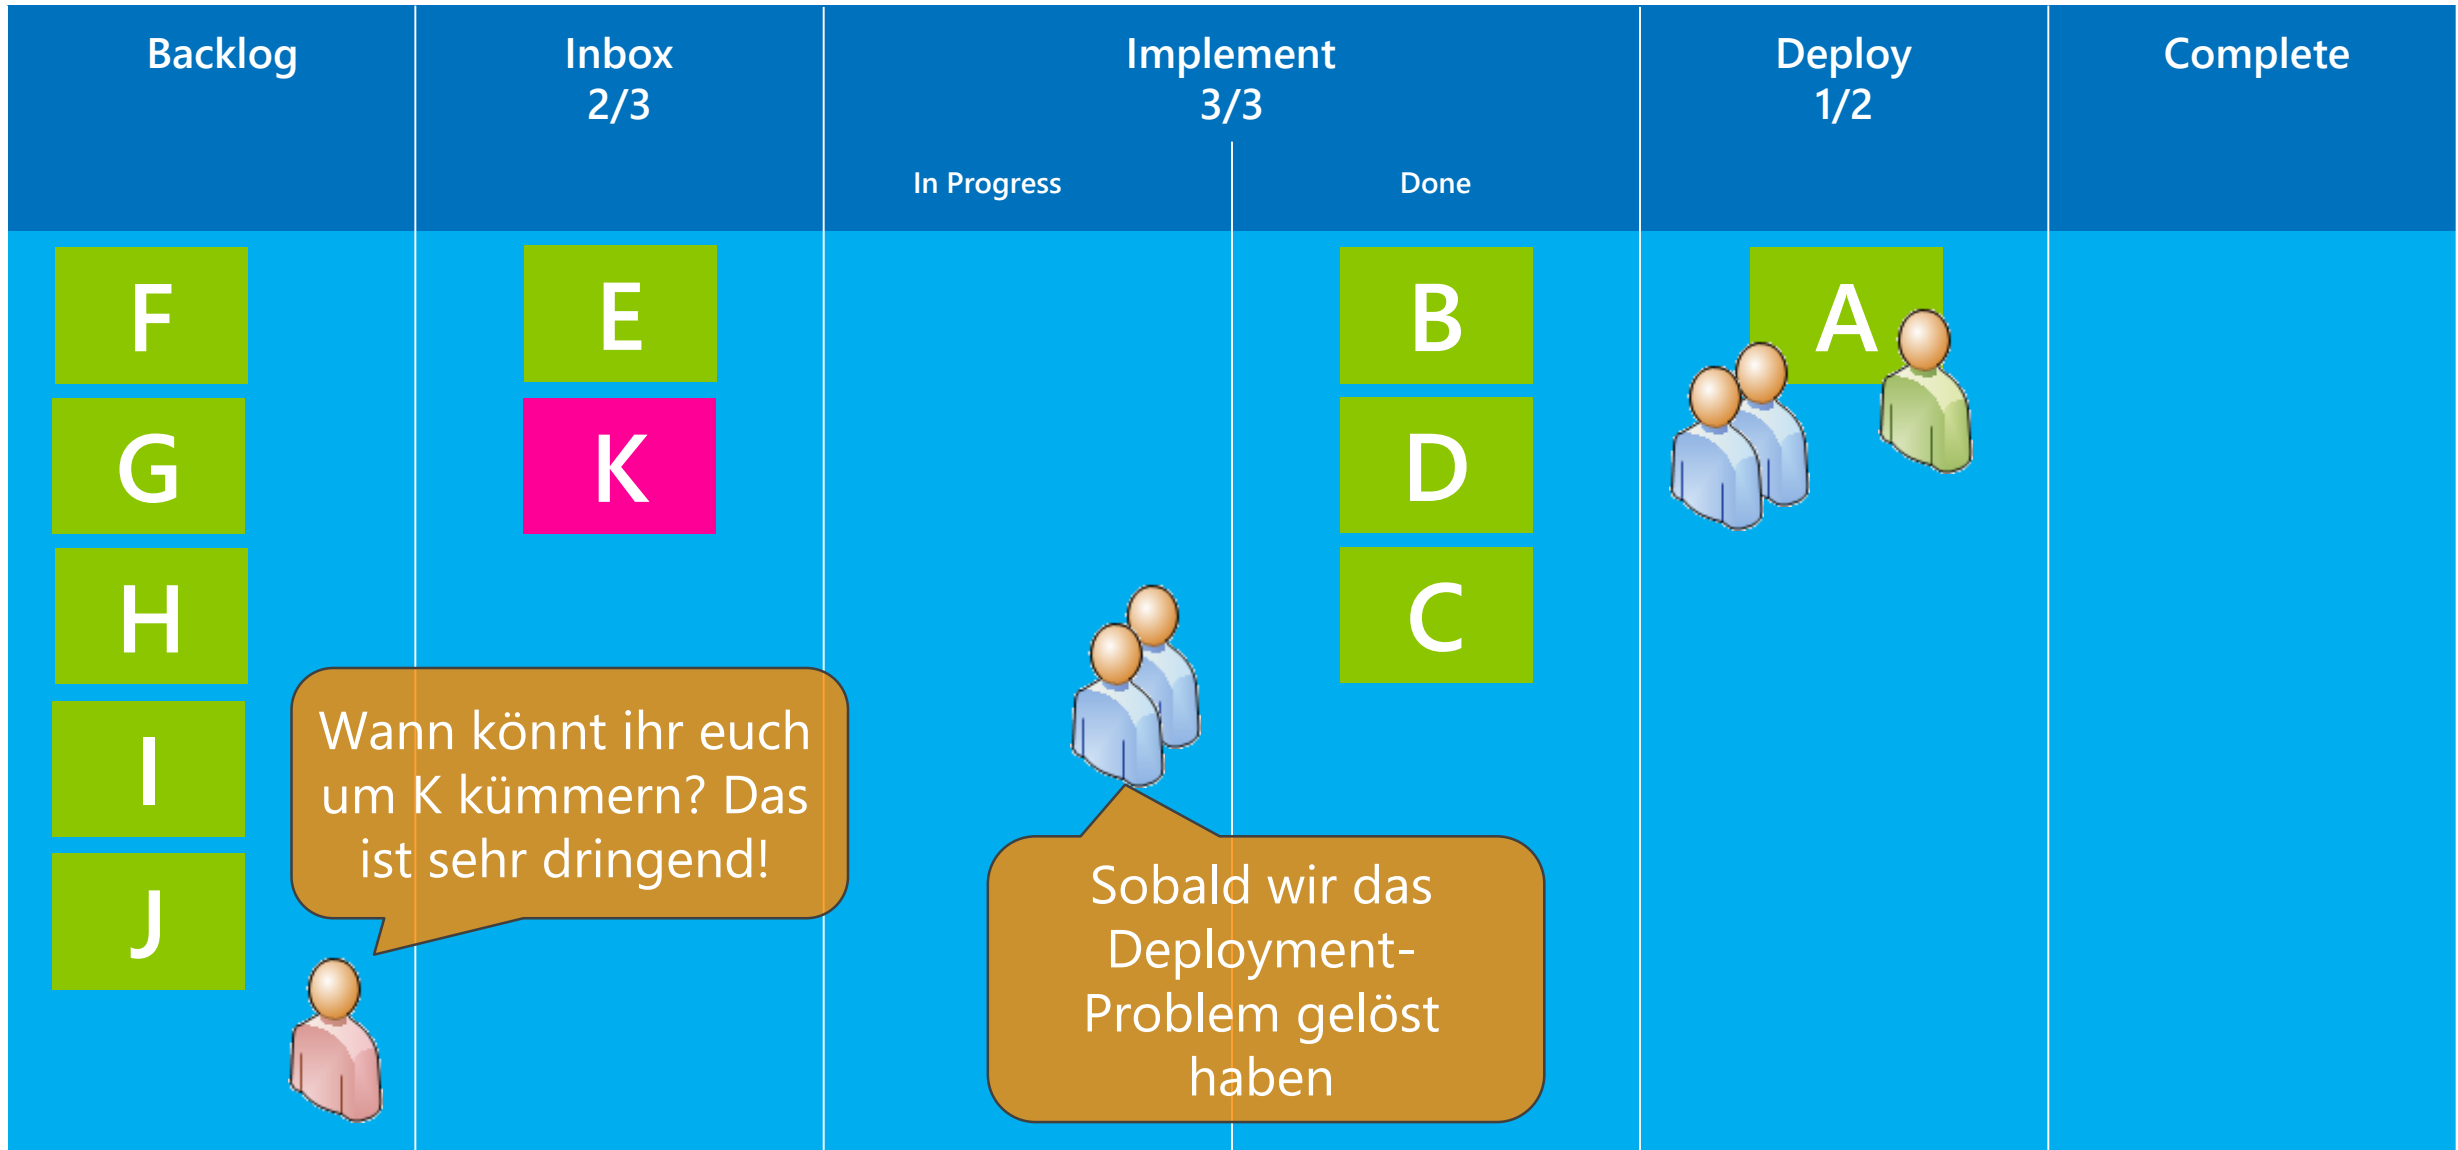 Backlog
Inbox
2/3
Implement
3/3
In Progress
Done
Deploy
1/2
Complete
F
G
H
I
J
E
K
B
D
C
A
Wann könnt ihr euch
um K kümmern? Das
ist sehr dringend!
Sobald wir das
Deployment-
Problem gelöst
haben